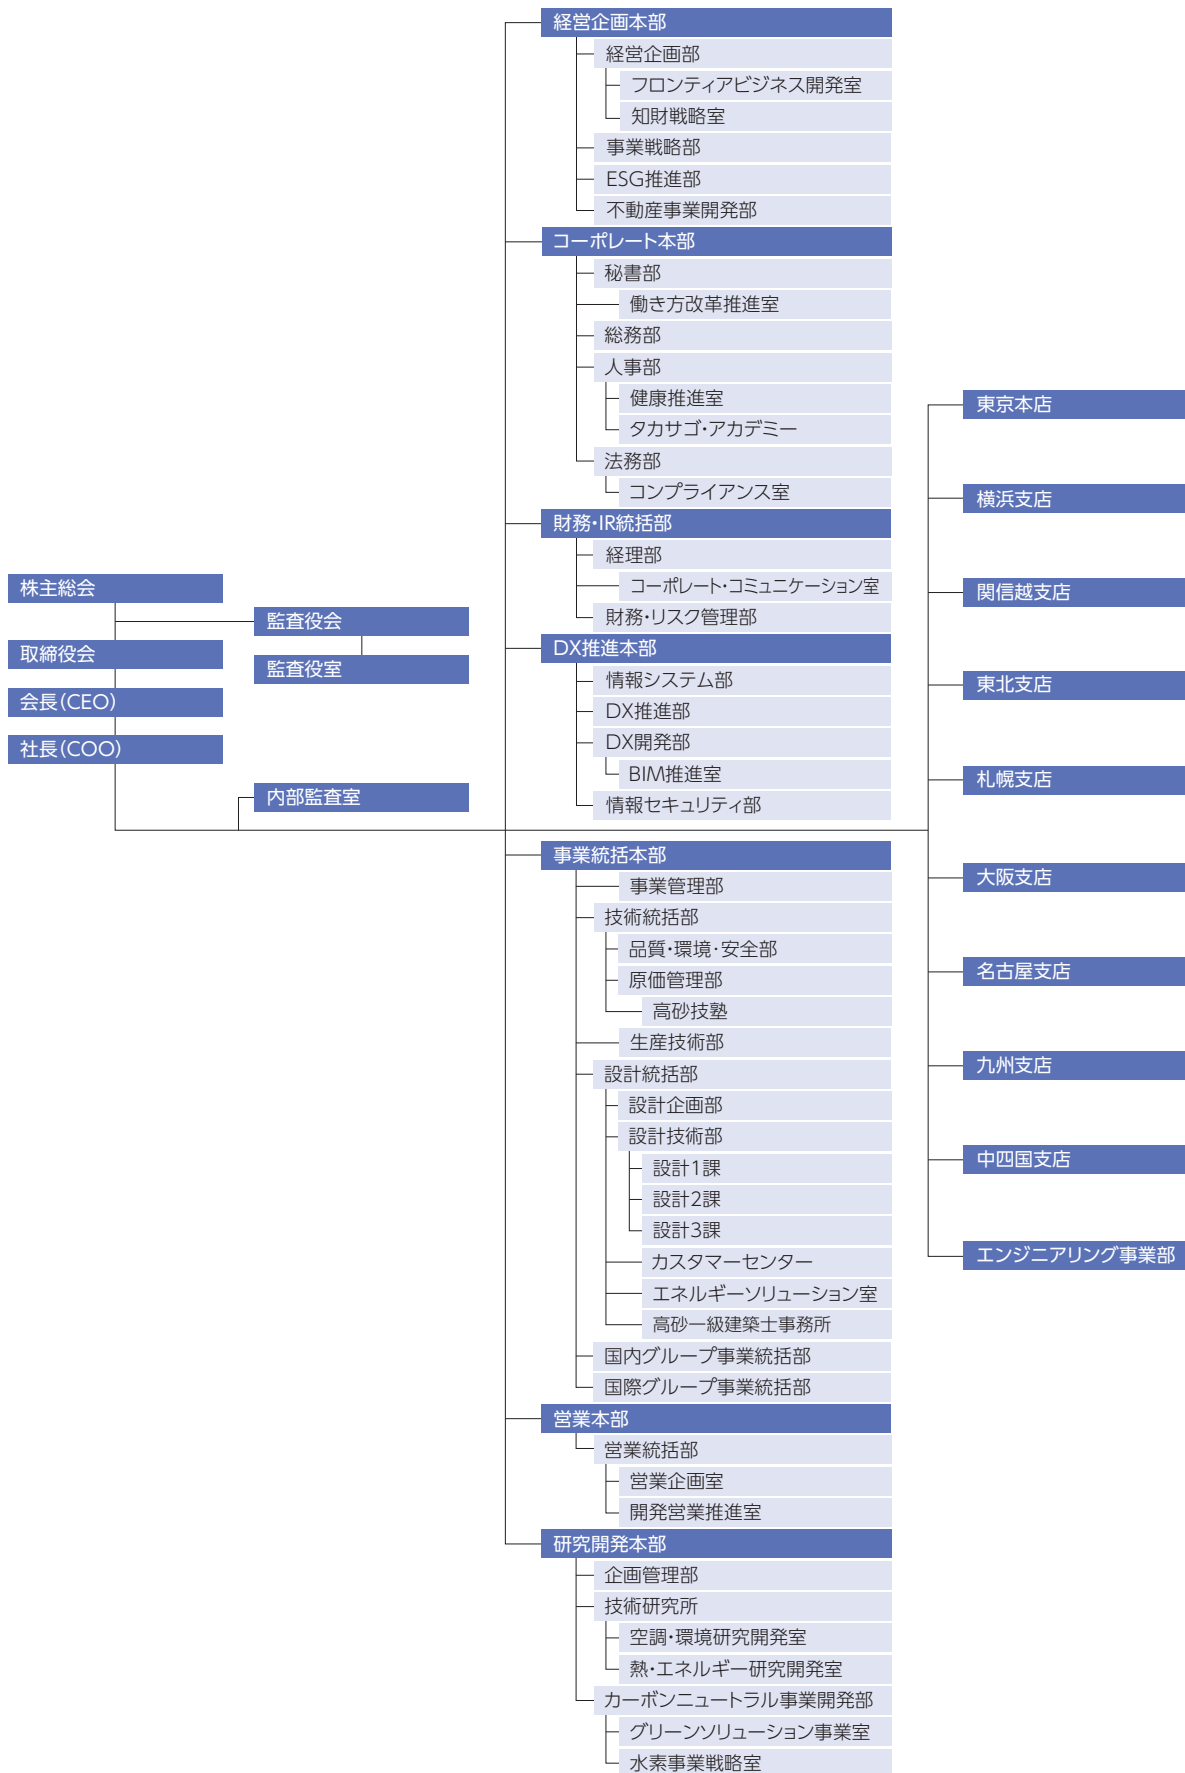 株主総会
監査役会
取締役会
監査役室
会長(CEO)
社長(COO)
内部監査室
経営企画本部
経営企画部
フロンティアビジネス開発室
知財戦略室
事業戦略部
ESG推進部
不動産事業開発部
コーポレート本部
秘書部
働き方改革推進室
総務部
人事部
健康推進室
タカサゴ・アカデミー
法務部
コンプライアンス室
財務・IR統括部
経理部
コーポレート・コミュニケーション室
財務・リスク管理部
DX推進本部
情報システム部
DX推進部
DX開発部
BIM推進室
情報セキュリティ部
事業統括本部
事業管理部
技術統括部
品質・環境・安全部
原価管理部
高砂技塾
生産技術部
設計統括部
設計企画部
設計技術部
設計1課
設計2課
設計3課
カスタマーセンター
エネルギーソリューション室
高砂一級建築士事務所
国内グループ事業統括部
国際グループ事業統括部
営業本部
営業統括部
営業企画室
開発営業推進室
研究開発本部
企画管理部
技術研究所
空調・環境研究開発室
熱・エネルギー研究開発室
カーボンニュートラル事業開発部
グリーンソリューション事業室
水素事業戦略室
東京本店
横浜支店
関信越支店
東北支店
札幌支店
大阪支店
名古屋支店
九州支店
中四国支店
エンジニアリング事業部